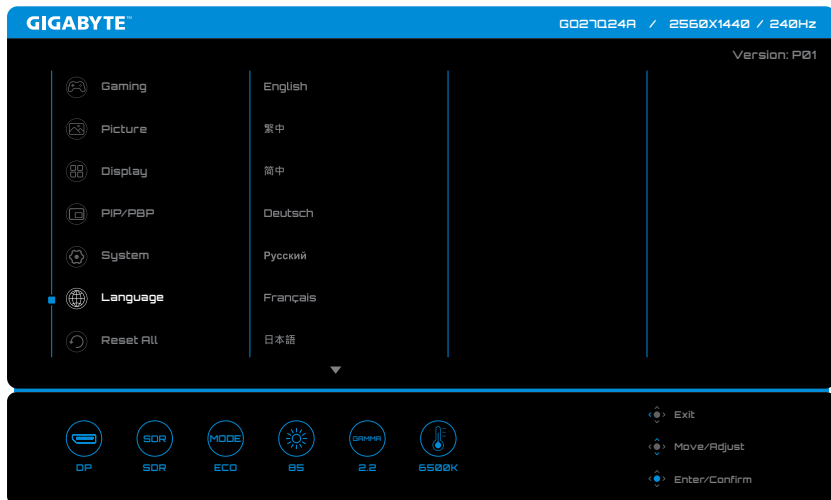 GIGABYTE™
GO27Q24A / 2560X1440 / 240Hz
Version: P01
Gaming
Picture
Display
PIP/PBP
System
Language
Reset All
English
繁中
简中
Deutsch
Русский
Français
日本語
DP
SDR
SDR
MODE
ECO
85
GAMMA
2.2
6500K
Exit
Move/Adjust
Enter/Confirm